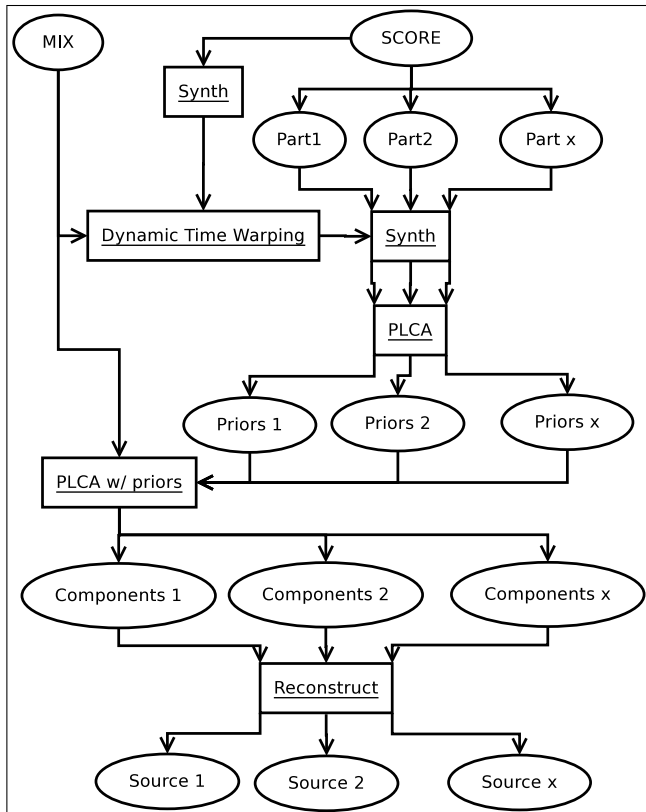 MIX
SCORE
Synth
Part1
Part2
Part x
Dynamic Time Warping
Synth
PLCA
Priors 1
Priors 2
Priors x
PLCA w/ priors
Components 1
Components 2
Components x
Reconstruct
Source 1
Source 2
Source x